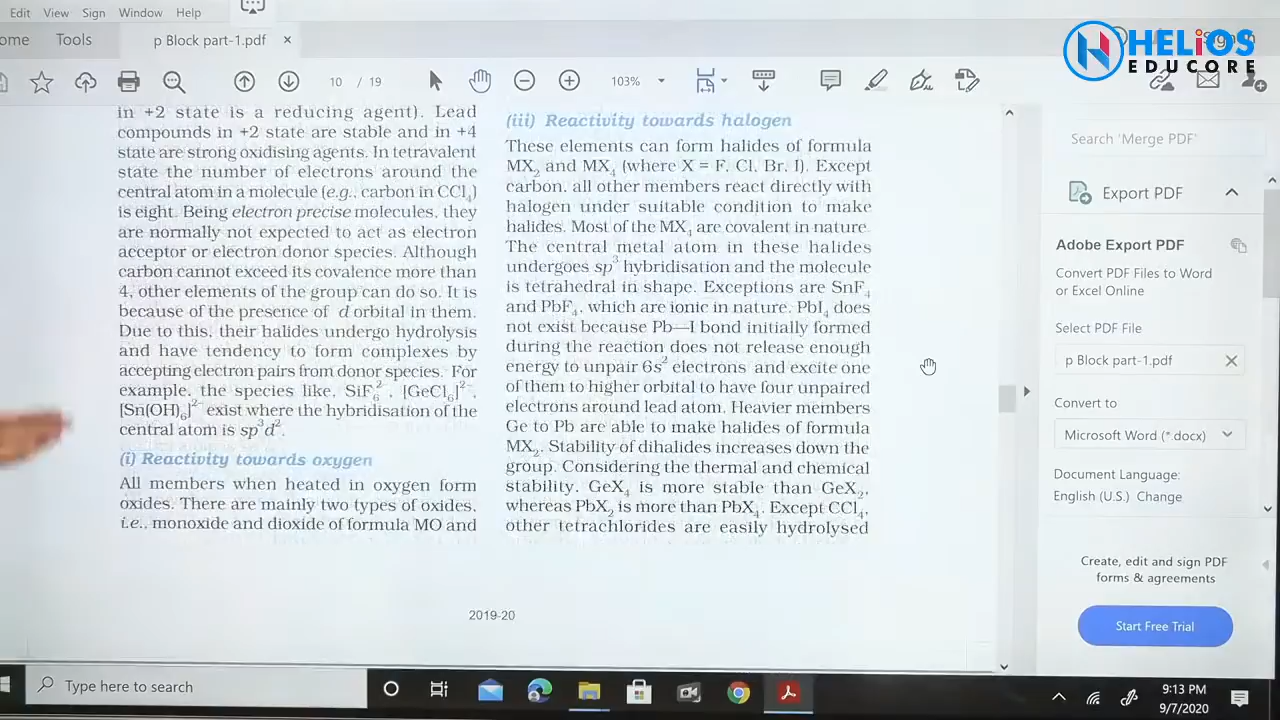 Edit View Sign Window Help
ome Tools p Block part-1.pdf ×
HELiOS
EDUCORE
10 / 19 103%
in +2 state is a reducing agent). Lead
compounds in +2 state are stable and in +4
state are strong oxidising agents. In tetravalent
state the number of electrons around the
central atom in a molecule (e.g., carbon in CCl₄)
is eight. Being electron precise molecules, they
are normally not expected to act as electron
acceptor or electron donor species. Although
carbon cannot exceed its covalence more than
4, other elements of the group can do so. It is
because of the presence of d orbital in them.
Due to this, their halides undergo hydrolysis
and have tendency to form complexes by
accepting electron pairs from donor species. For
example, the species like, SiF₆²⁻, [GeCl₆]²⁻,
[Sn(OH)₆]²⁻ exist where the hybridisation of the
central atom is sp³d².
(i) Reactivity towards oxygen
All members when heated in oxygen form
oxides. There are mainly two types of oxides,
i.e., monoxide and dioxide of formula MO and
(iii) Reactivity towards halogen
These elements can form halides of formula
MX₂ and MX₄ (where X = F, Cl, Br, I). Except
carbon, all other members react directly with
halogen under suitable condition to make
halides. Most of the MX₄ are covalent in nature.
The central metal atom in these halides
undergoes sp³ hybridisation and the molecule
is tetrahedral in shape. Exceptions are SnF₄
and PbF₄, which are ionic in nature. PbI₄ does
not exist because Pb—I bond initially formed
during the reaction does not release enough
energy to unpair 6s² electrons and excite one
of them to higher orbital to have four unpaired
electrons around lead atom. Heavier members
Ge to Pb are able to make halides of formula
MX₂. Stability of dihalides increases down the
group. Considering the thermal and chemical
stability, GeX₄ is more stable than GeX₂,
whereas PbX₂ is more than PbX₄. Except CCl₄,
other tetrachlorides are easily hydrolysed
2019-20
Search 'Merge PDF'
Export PDF
Adobe Export PDF
Convert PDF Files to Word
or Excel Online
Select PDF File
p Block part-1.pdf
Convert to
Microsoft Word (*.docx)
Document Language:
English (U.S.) Change
Create, edit and sign PDF
forms & agreements
Start Free Trial
Type here to search
9:13 PM
9/7/2020